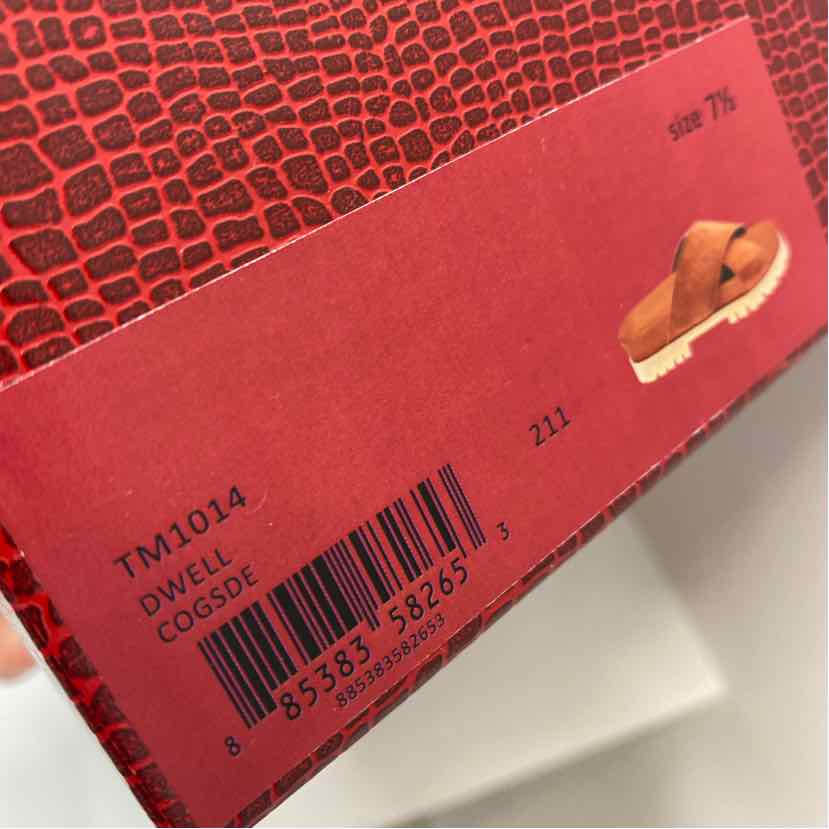 size 7½
211
TM1014
DWELL
COGSDE
8 85383 58265 3
885383582653